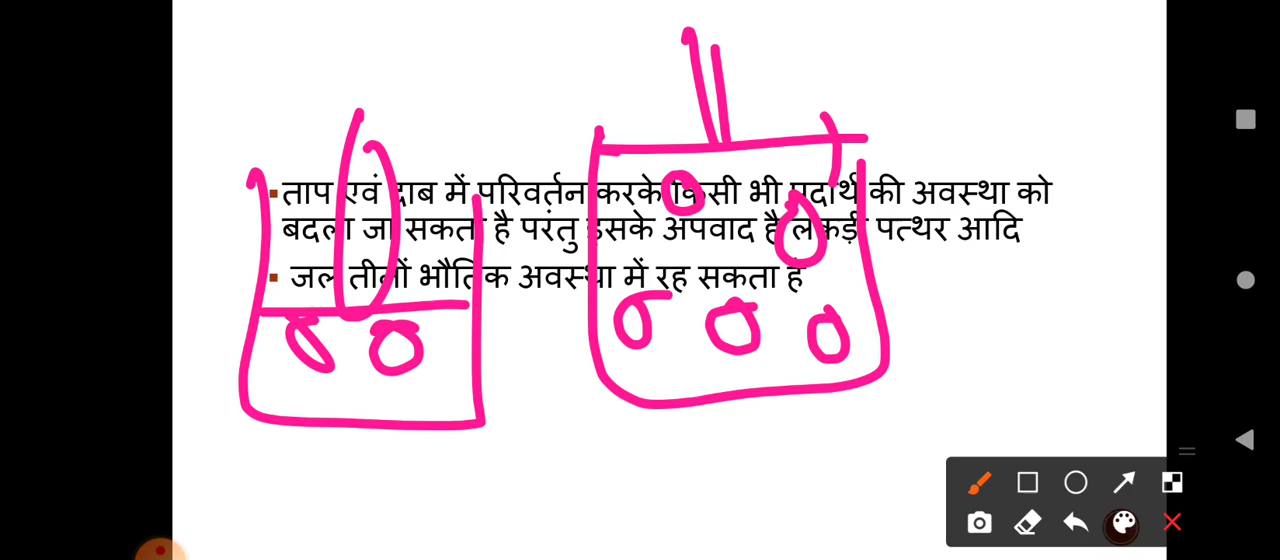 ताप एवं दाब में परिवर्तन करके किसी भी पदार्थ की अवस्था को
बदला जा सकता है परंतु इसके अपवाद है लकड़ी पत्थर आदि
जल तीनों भौतिक अवस्था में रह सकता है